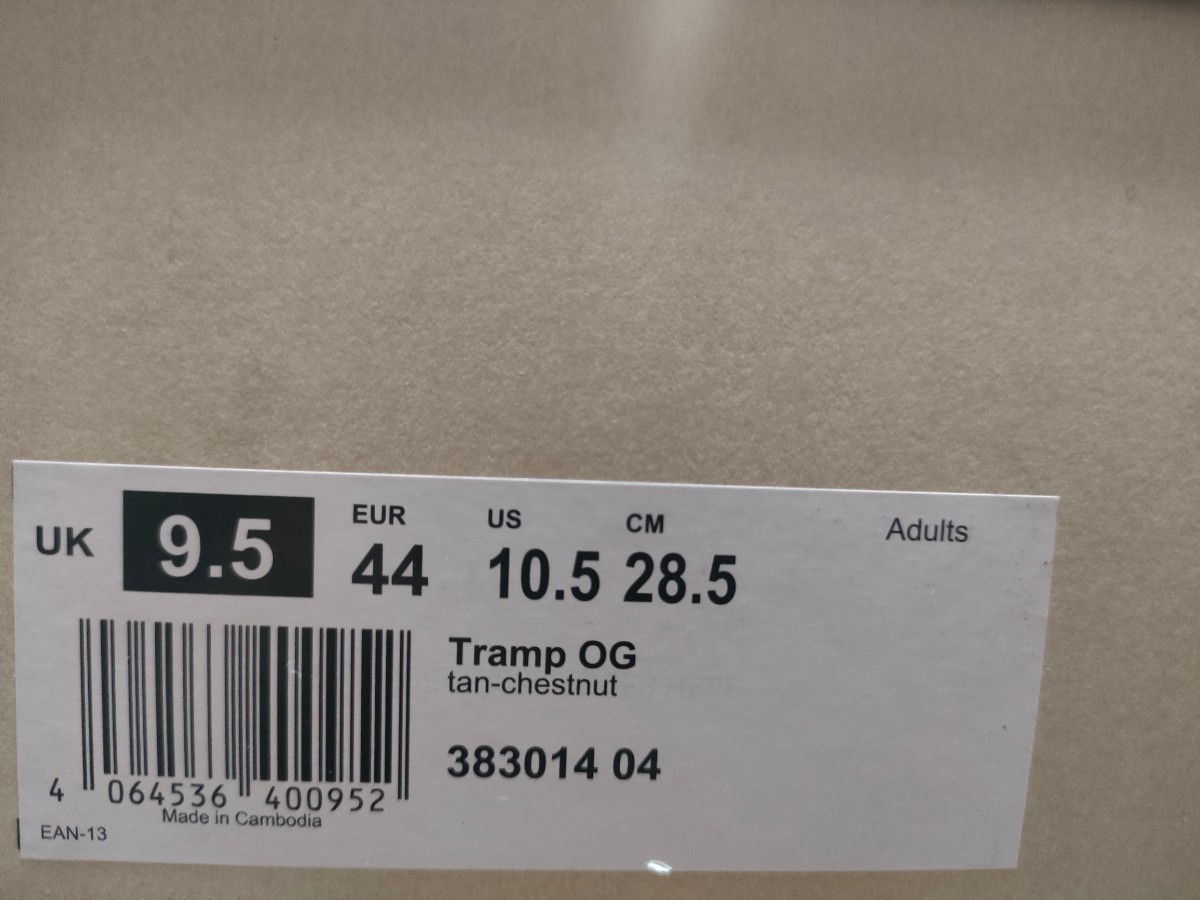 UK 9.5 EUR 44 US 10.5 CM 28.5 Adults
Tramp OG
tan-chestnut
383014 04
4 064536 400952
Made in Cambodia
EAN-13